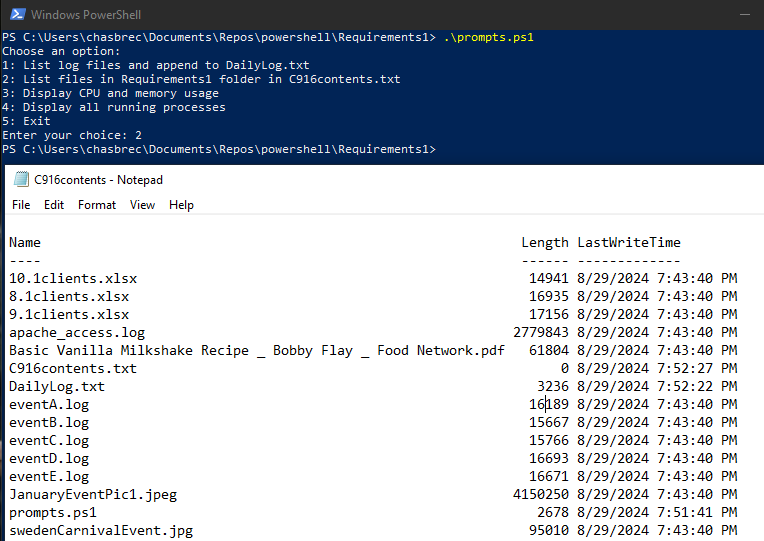 Windows PowerShell
PS C:\Users\chasbrec\Documents\Repos\powershell\Requirements1> .\prompts.ps1
Choose an option:
1: List log files and append to DailyLog.txt
2: List files in Requirements1 folder in C916contents.txt
3: Display CPU and memory usage
4: Display all running processes
5: Exit
Enter your choice: 2
PS C:\Users\chasbrec\Documents\Repos\powershell\Requirements1>
C916contents - Notepad
File Edit Format View Help
Name Length LastWriteTime
---- ------ -------------
10.1clients.xlsx 14941 8/29/2024 7:43:40 PM
8.1clients.xlsx 16935 8/29/2024 7:43:40 PM
9.1clients.xlsx 17156 8/29/2024 7:43:40 PM
apache_access.log 2779843 8/29/2024 7:43:40 PM
Basic Vanilla Milkshake Recipe _ Bobby Flay _ Food Network.pdf 61804 8/29/2024 7:43:40 PM
C916contents.txt 0 8/29/2024 7:52:27 PM
DailyLog.txt 3236 8/29/2024 7:52:22 PM
eventA.log 16189 8/29/2024 7:43:40 PM
eventB.log 15667 8/29/2024 7:43:40 PM
eventC.log 15766 8/29/2024 7:43:40 PM
eventD.log 16693 8/29/2024 7:43:40 PM
eventE.log 16671 8/29/2024 7:43:40 PM
JanuaryEventPic1.jpeg 4150250 8/29/2024 7:43:40 PM
prompts.ps1 2678 8/29/2024 7:51:41 PM
swedenCarnivalEvent.jpg 95010 8/29/2024 7:43:40 PM